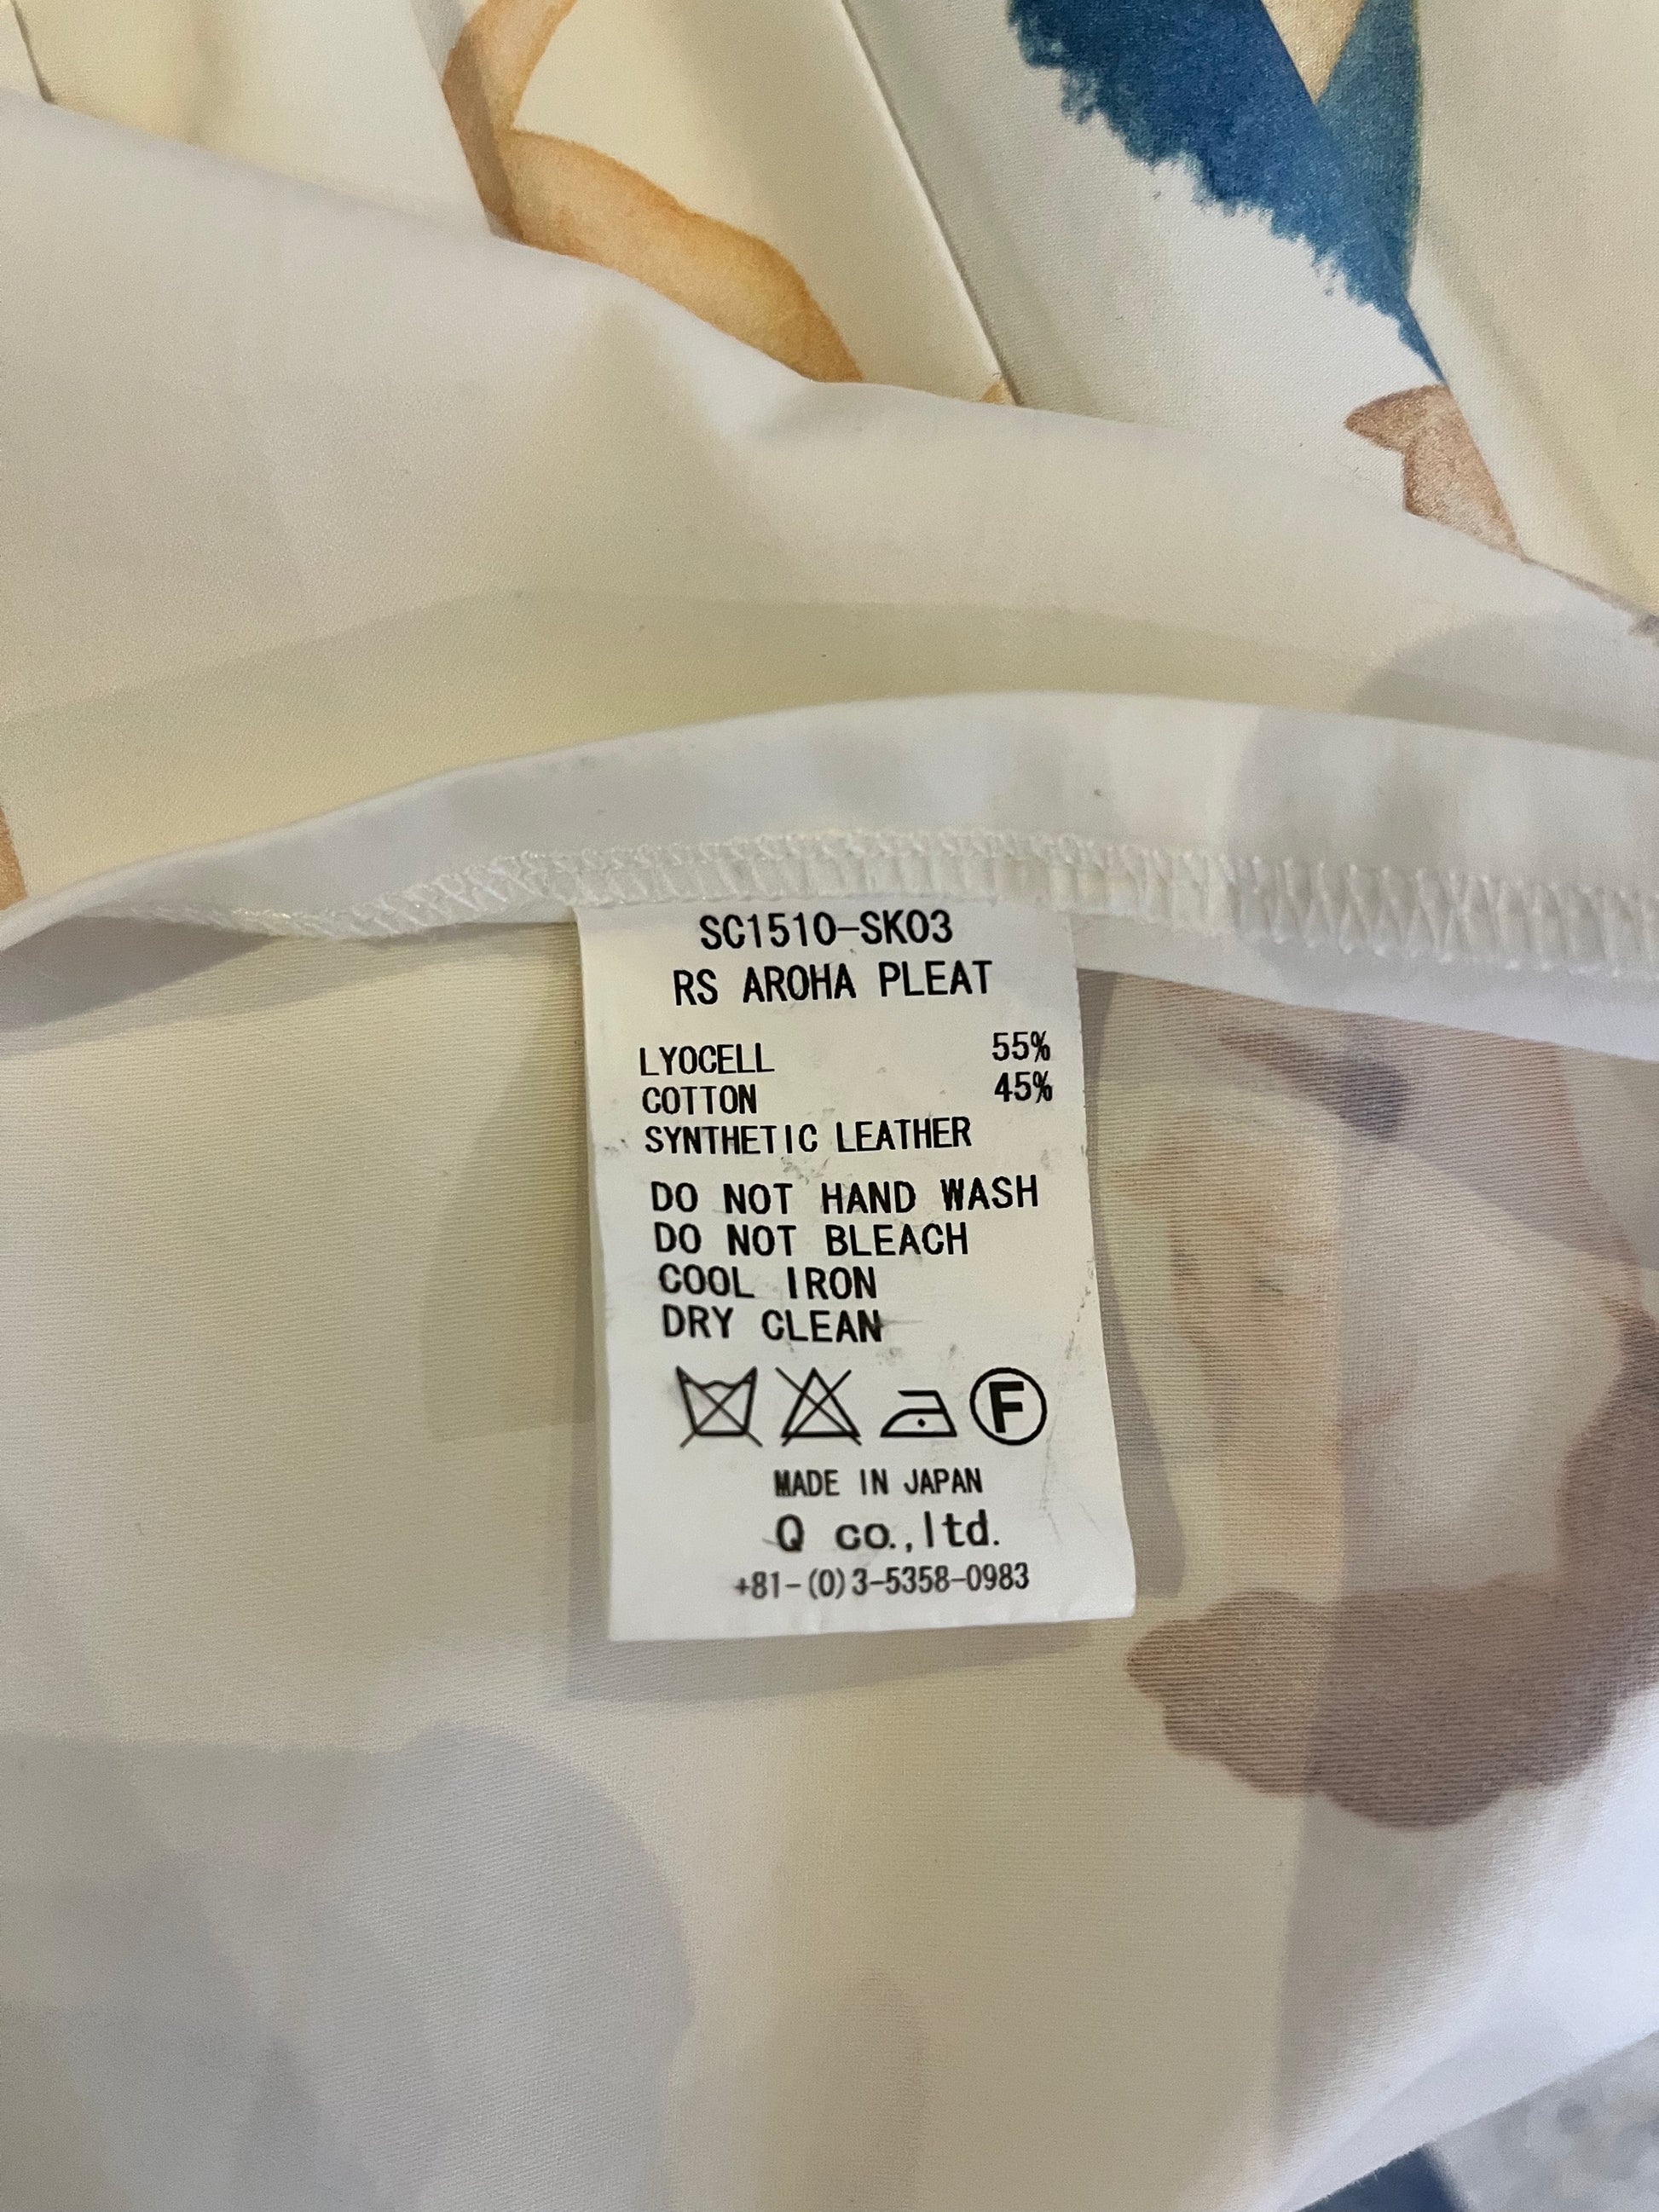 SC1510-SK03
RS AROHA PLEAT
LYOCELL 55%
COTTON 45%
SYNTHETIC LEATHER
DO NOT HAND WASH
DO NOT BLEACH
COOL IRON
DRY CLEAN
F
MADE IN JAPAN
Q co.,ltd.
+81-(0)3-5358-0983